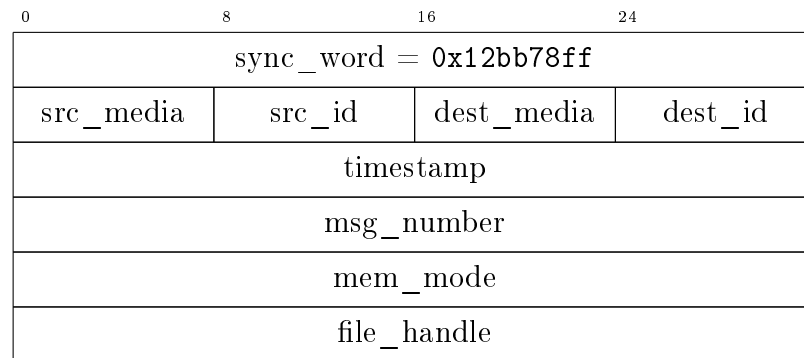 0 8 16 24
sync_word = 0x12bb78ff
src_media src_id dest_media dest_id
timestamp
msg_number
mem_mode
file_handle